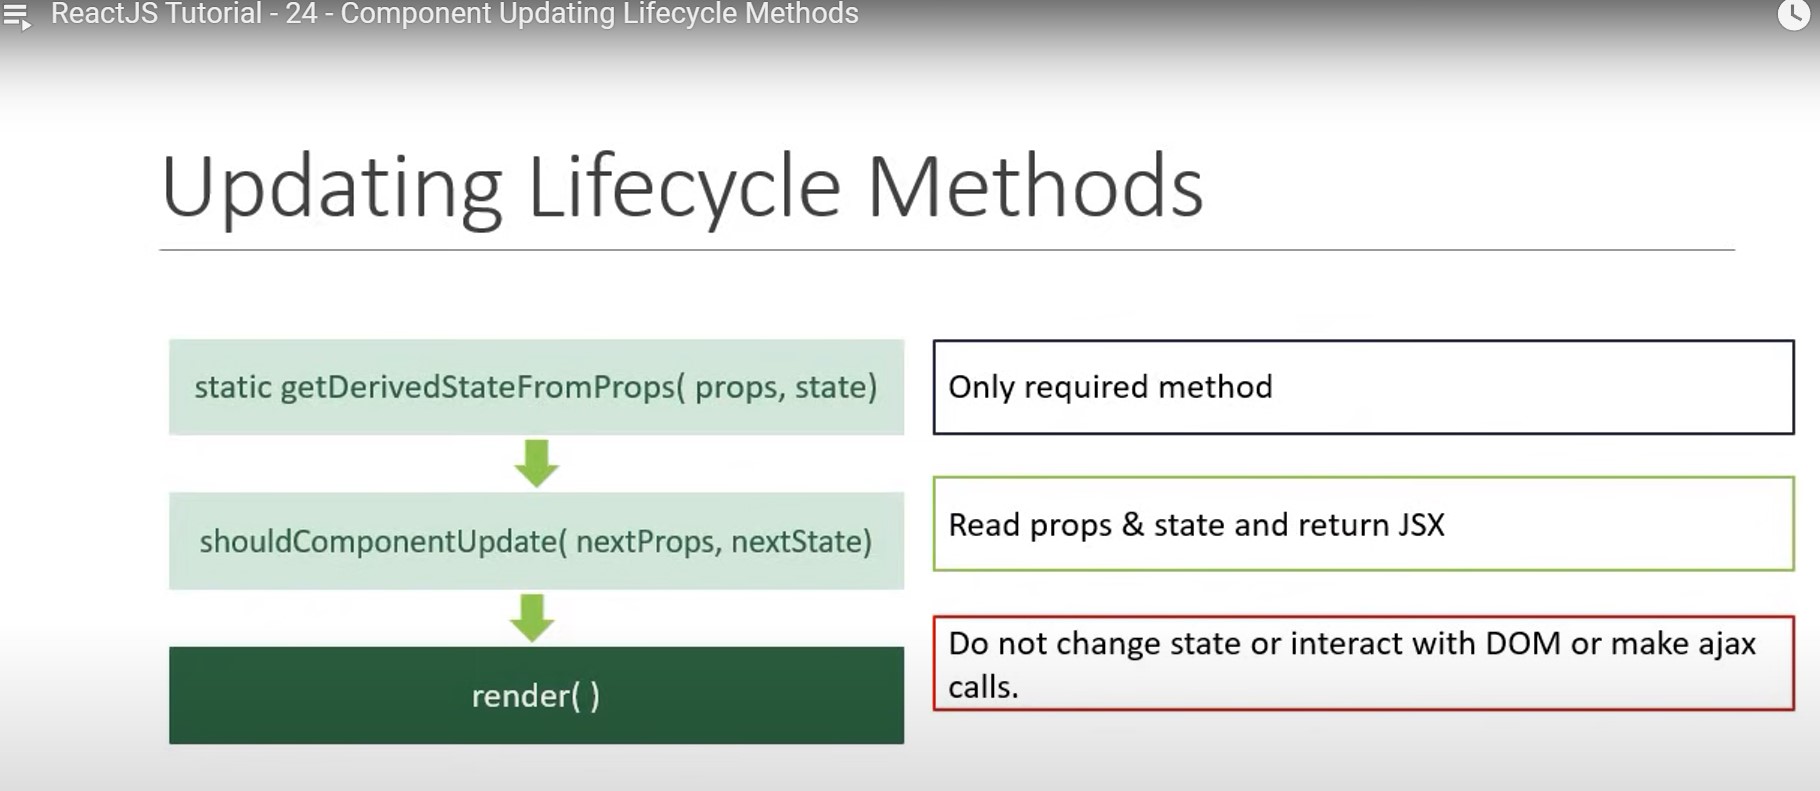 ReactJS Tutorial - 24 - Component Updating Lifecycle Methods
Updating Lifecycle Methods
static getDerivedStateFromProps( props, state)
Only required method
shouldComponentUpdate( nextProps, nextState)
Read props & state and return JSX
render( )
Do not change state or interact with DOM or make ajax
calls.